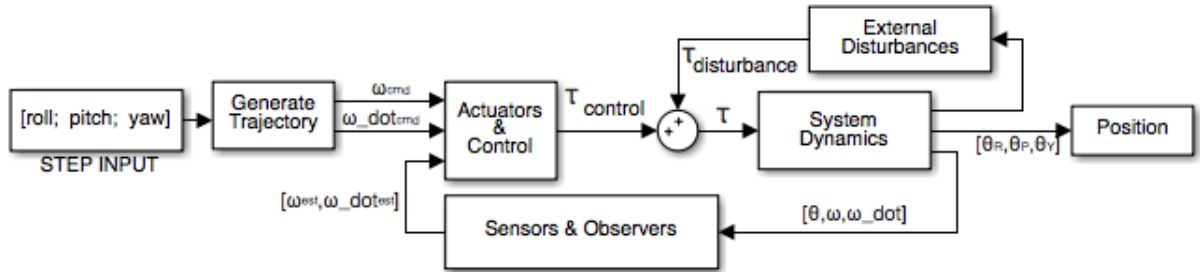 External
Disturbances
τdisturbance
[roll; pitch; yaw]
STEP INPUT
Generate
Trajectory
ωcmd
ω_dotcmd
Actuators
&
Control
τ control
+
+
τ
System
Dynamics
[θR,θP,θY]
Position
[ωest,ω_dotest]
Sensors & Observers
[θ,ω,ω_dot]